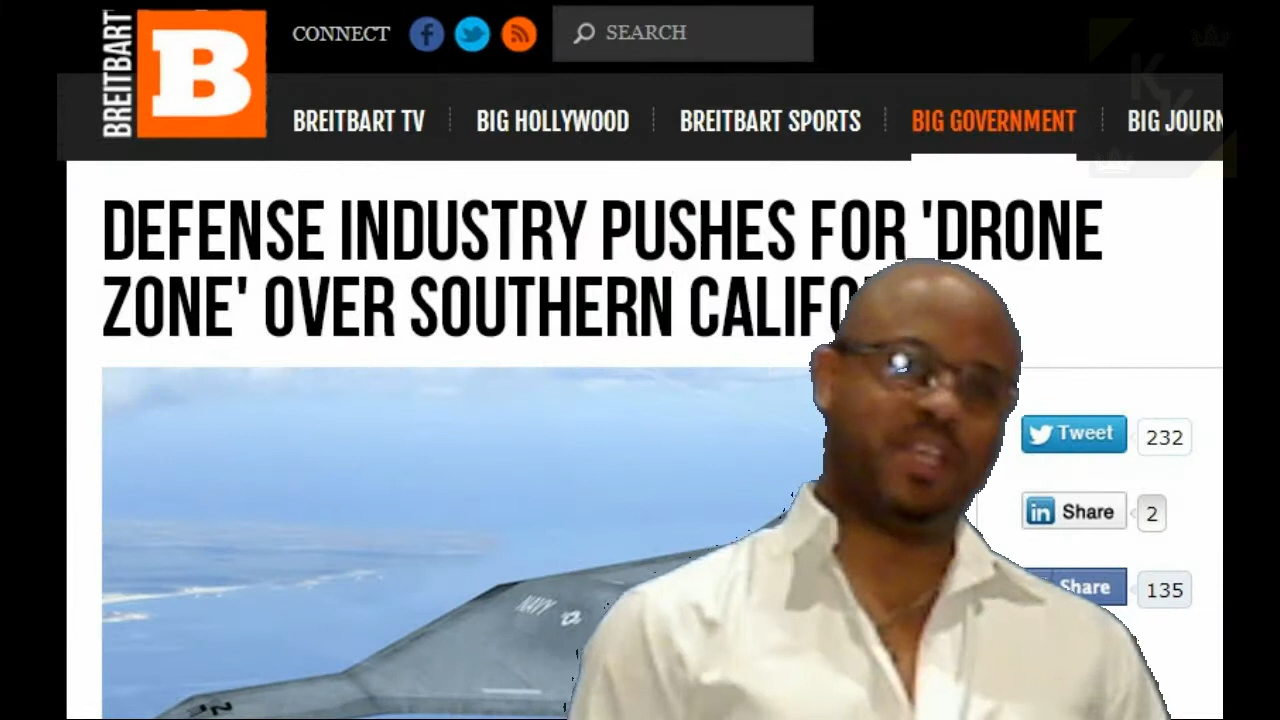 BREITBART
B
CONNECT
SEARCH
K
Y
BREITBART TV
BIG HOLLYWOOD
BREITBART SPORTS
BIG GOVERNMENT
BIG JOURN
DEFENSE INDUSTRY PUSHES FOR 'DRONE
ZONE' OVER SOUTHERN CALIFO
Tweet 232
in Share 2
Share 135
NAVY